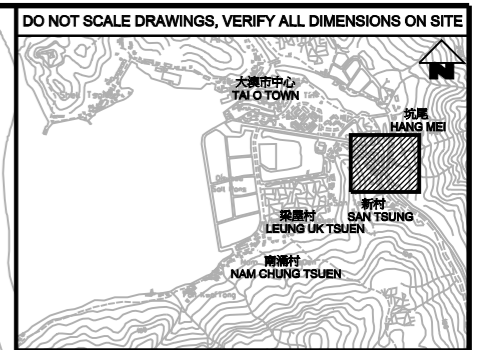 DO NOT SCALE DRAWINGS, VERIFY ALL DIMENSIONS ON SITE
N
大澳市中心
TAI O TOWN
坑尾
HANG MEI
新村
SAN TSUNG
梁屋村
LEUNG UK TSUEN
南涌村
NAM CHUNG TSUEN